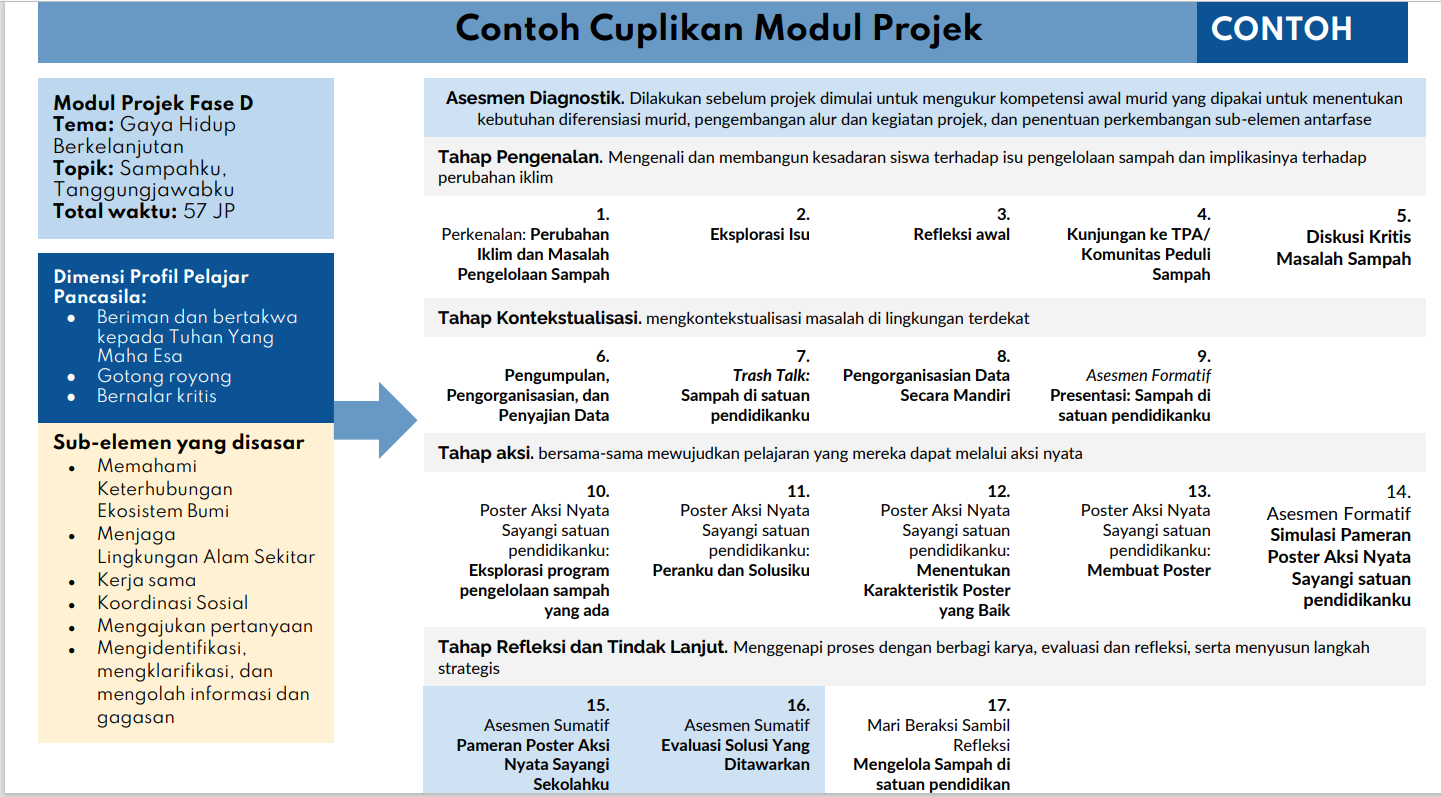 Contoh Cuplikan Modul Projek
CONTOH
Modul Projek Fase D
Tema: Gaya Hidup
Berkelanjutan
Topik: Sampahku,
Tanggungjawabku
Total waktu: 57 JP
Dimensi Profil Pelajar
Pancasila:
● Beriman dan bertakwa
kepada Tuhan Yang
Maha Esa
● Gotong royong
● Bernalar kritis
Sub-elemen yang disasar
● Memahami
Keterhubungan
Ekosistem Bumi
● Menjaga
Lingkungan Alam Sekitar
● Kerja sama
● Koordinasi Sosial
● Mengajukan pertanyaan
● Mengidentifikasi,
mengklarifikasi, dan
mengolah informasi dan
gagasan
Asesmen Diagnostik. Dilakukan sebelum projek dimulai untuk mengukur kompetensi awal murid yang dipakai untuk menentukan
kebutuhan diferensiasi murid, pengembangan alur dan kegiatan projek, dan penentuan perkembangan sub-elemen antarfase
Tahap Pengenalan. Mengenali dan membangun kesadaran siswa terhadap isu pengelolaan sampah dan implikasinya terhadap
perubahan iklim
1.
Perkenalan: Perubahan
Iklim dan Masalah
Pengelolaan Sampah
2.
Eksplorasi Isu
3.
Refleksi awal
4.
Kunjungan ke TPA/
Komunitas Peduli
Sampah
5.
Diskusi Kritis
Masalah Sampah
Tahap Kontekstualisasi. mengkontekstualisasi masalah di lingkungan terdekat
6.
Pengumpulan,
Pengorganisasian, dan
Penyajian Data
7.
Trash Talk:
Sampah di satuan
pendidikanku
8.
Pengorganisasian Data
Secara Mandiri
9.
Asesmen Formatif
Presentasi: Sampah di
satuan pendidikanku
Tahap aksi. bersama-sama mewujudkan pelajaran yang mereka dapat melalui aksi nyata
10.
Poster Aksi Nyata
Sayangi satuan
pendidikanku:
Eksplorasi program
pengelolaan sampah
yang ada
11.
Poster Aksi Nyata
Sayangi satuan
pendidikanku:
Peranku dan Solusiku
12.
Poster Aksi Nyata
Sayangi satuan
pendidikanku:
Menentukan
Karakteristik Poster
yang Baik
13.
Poster Aksi Nyata
Sayangi satuan
pendidikanku:
Membuat Poster
14.
Asesmen Formatif
Simulasi Pameran
Poster Aksi Nyata
Sayangi satuan
pendidikanku
Tahap Refleksi dan Tindak Lanjut. Menggenapi proses dengan berbagai karya, evaluasi dan refleksi, serta menyusun langkah
strategis
15.
Asesmen Sumatif
Pameran Poster Aksi
Nyata Sayangi
Sekolahku
16.
Asesmen Sumatif
Evaluasi Solusi Yang
Ditawarkan
17.
Mari Beraksi Sambil
Refleksi
Mengelola Sampah di
satuan pendidikan